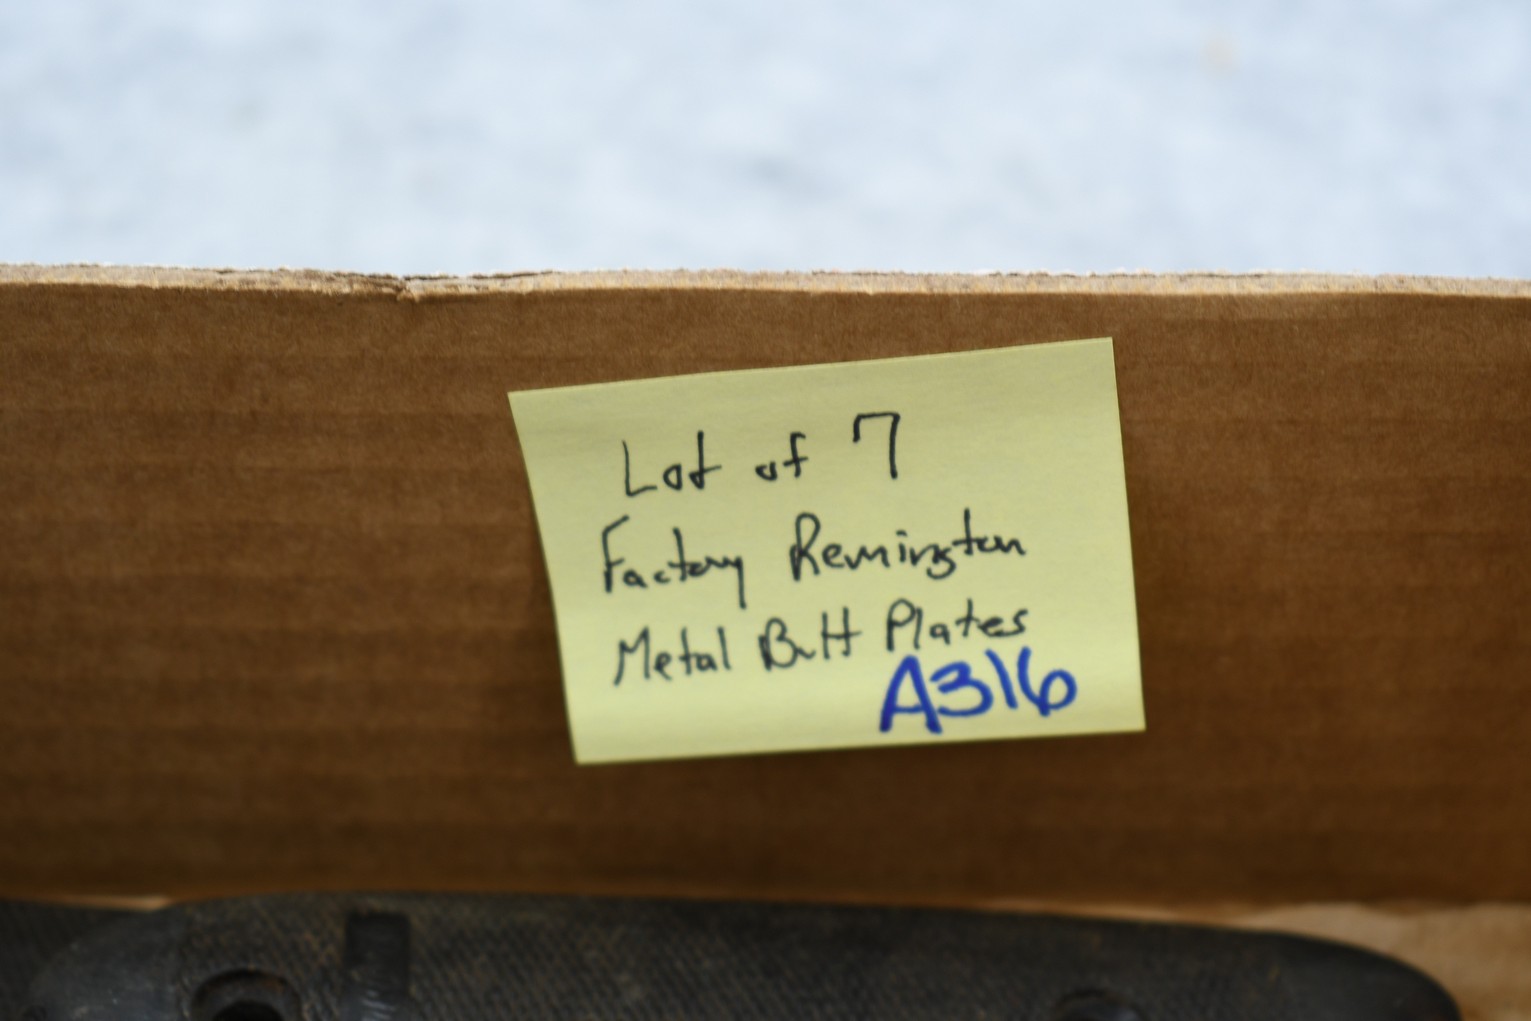 Lot of 7
Factory Remington
Metal Butt Plates
A316